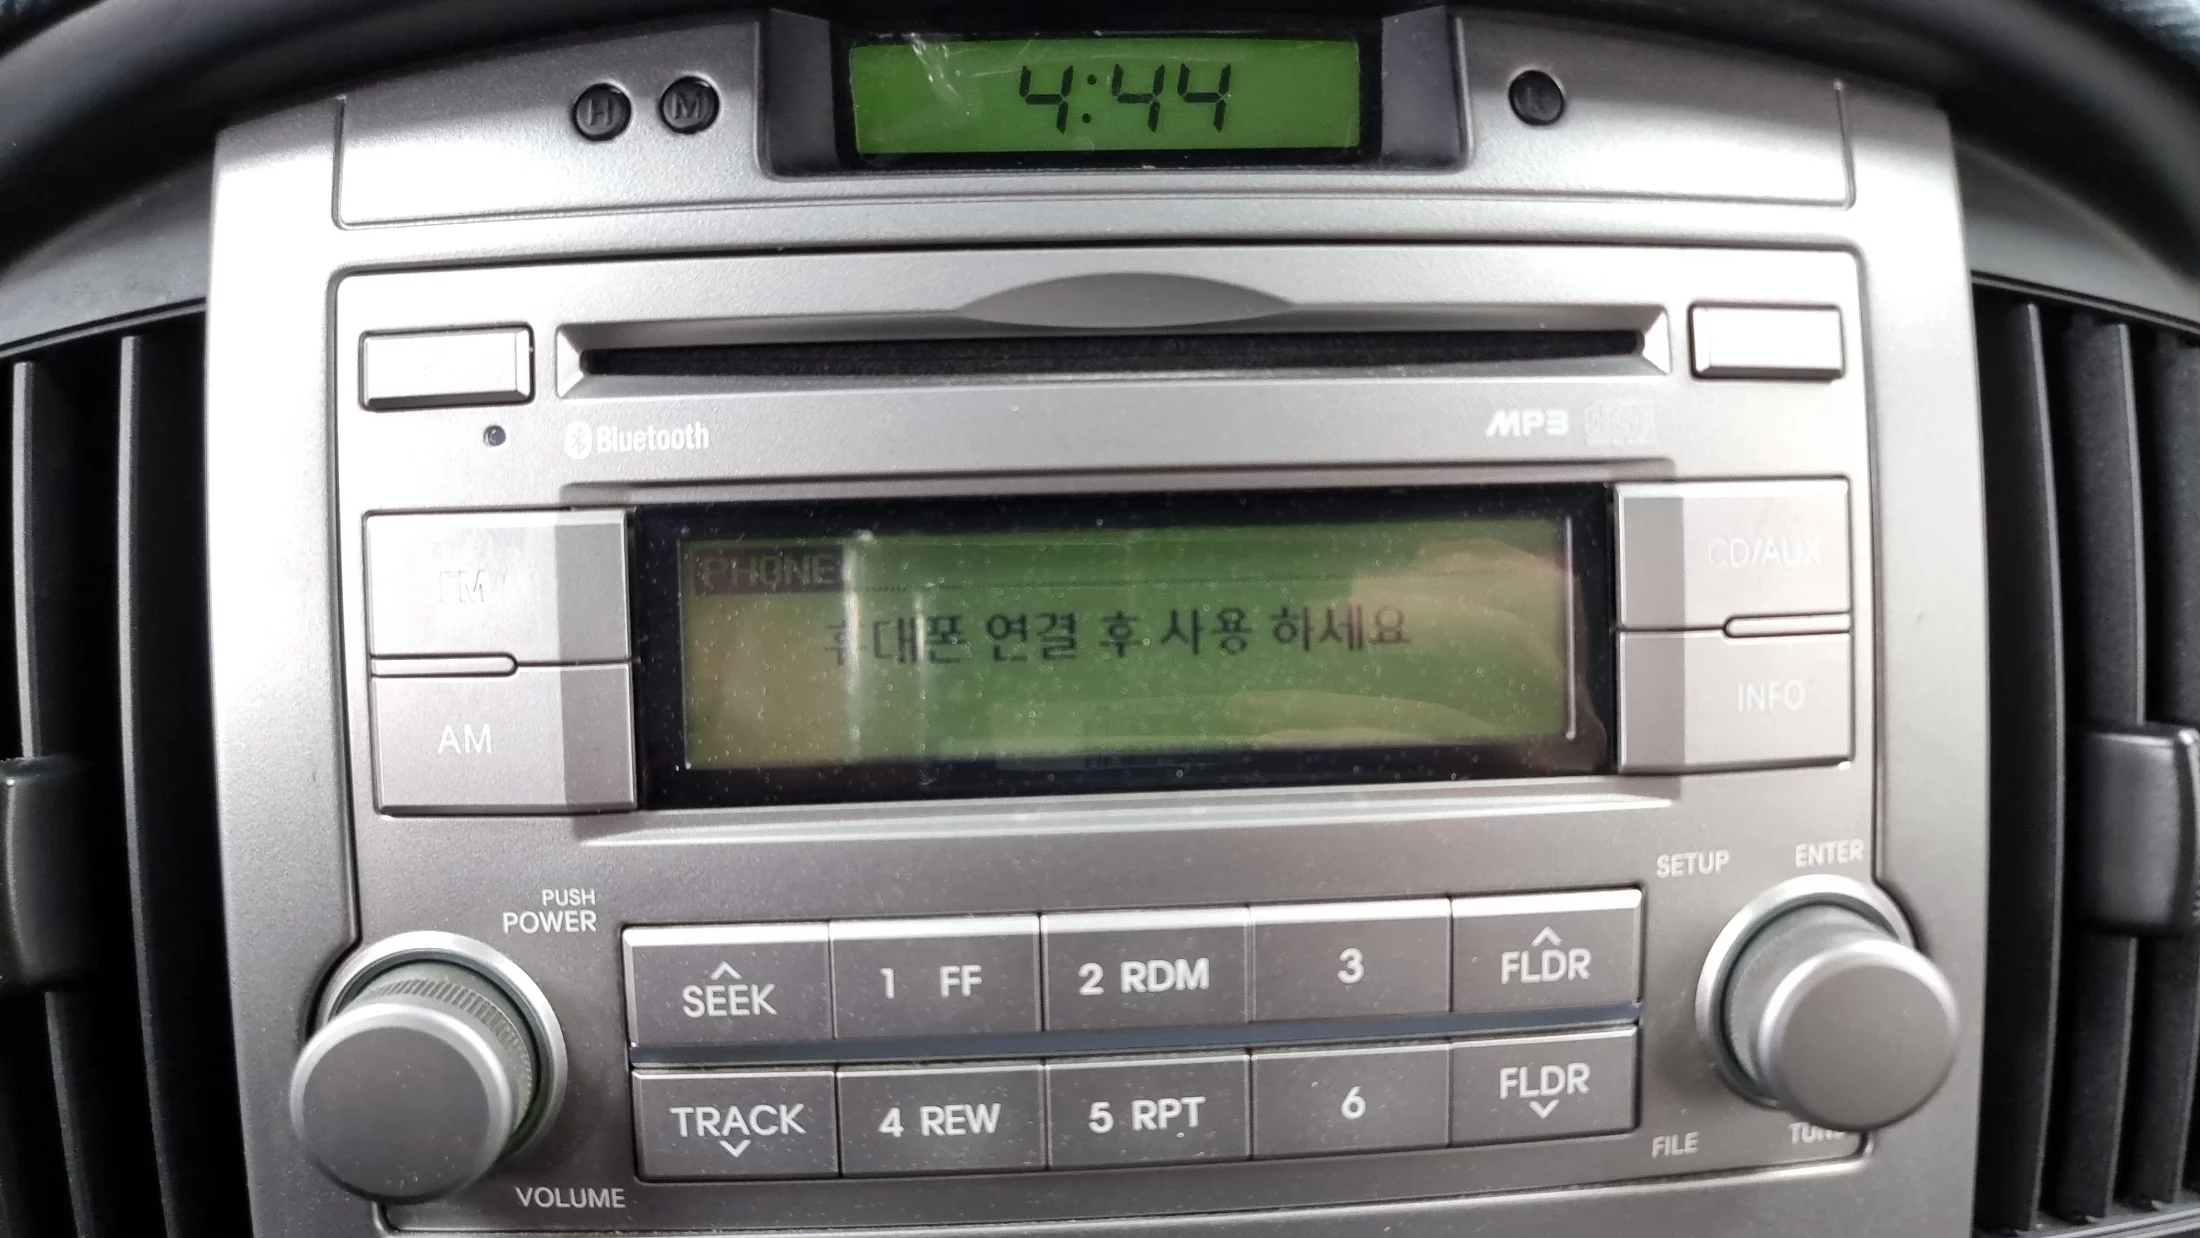 H M
4:44
R
Bluetooth
MP3
FM
PHONE
휴대폰 연결 후 사용 하세요
CD/AUX
AM
INFO
PUSH
POWER
SETUP
ENTER
SEEK
1 FF
2 RDM
3
FLDR
TRACK
4 REW
5 RPT
6
FLDR
VOLUME
FILE
TUNE